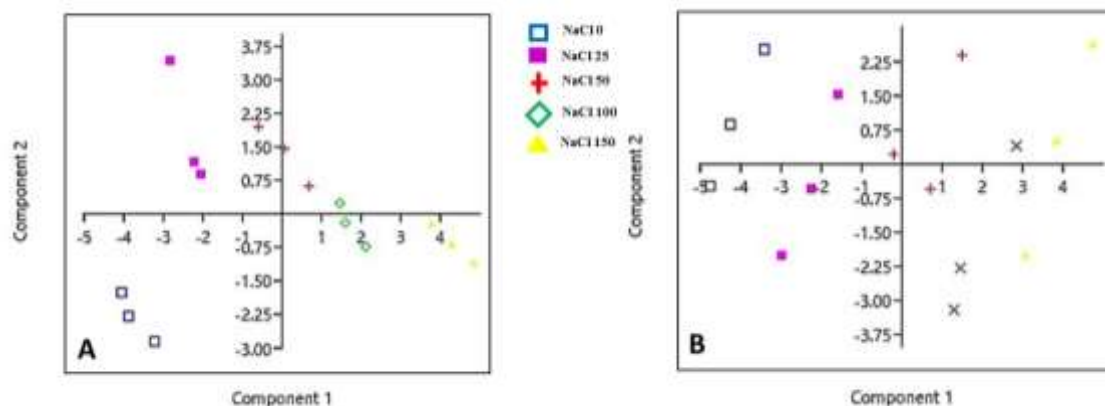 3.75
3.00
2.25
1.50
0.75
-5 -4 -3 -2 -1 1 2 3 4
-0.75
-1.50
-2.25
-3.00
Component 2
A
Component 1
NaCl 0
NaCl 25
NaCl 50
NaCl 100
NaCl 150
2.25
1.50
0.75
-5 -4 -3 -2 -1 1 2 3 4
-0.75
-1.50
-2.25
-3.00
-3.75
Component 2
B
Component 1